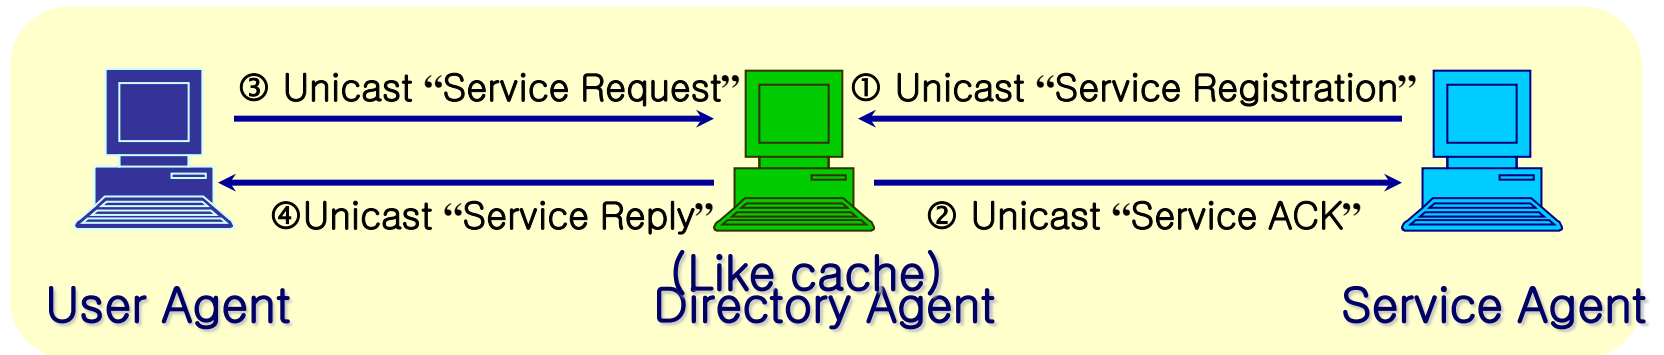 ③ Unicast “Service Request”
① Unicast “Service Registration”
④Unicast “Service Reply”
② Unicast “Service ACK”
(Like cache)
User Agent
Directory Agent
Service Agent